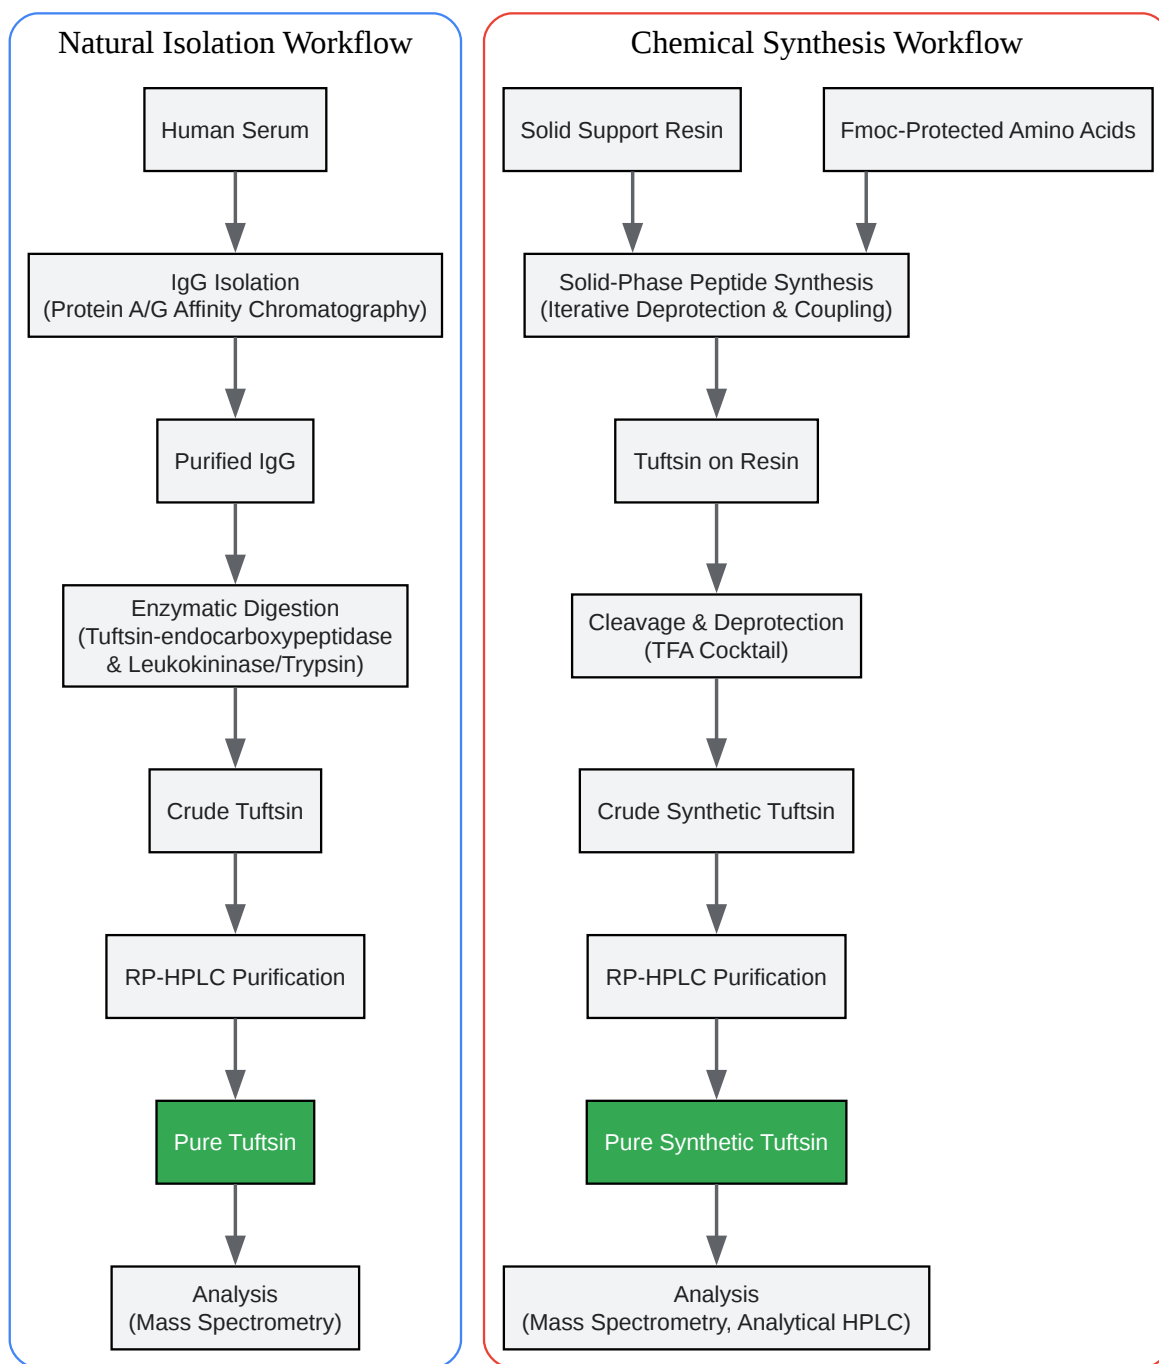 Natural Isolation Workflow
Human Serum
IgG Isolation
(Protein A/G Affinity Chromatography)
Purified IgG
Enzymatic Digestion
(Tuftsin-endocarboxypeptidase
& Leukokininase/Trypsin)
Crude Tuftsin
RP-HPLC Purification
Pure Tuftsin
Analysis
(Mass Spectrometry)
Chemical Synthesis Workflow
Solid Support Resin
Fmoc-Protected Amino Acids
Solid-Phase Peptide Synthesis
(Iterative Deprotection & Coupling)
Tuftsin on Resin
Cleavage & Deprotection
(TFA Cocktail)
Crude Synthetic Tuftsin
RP-HPLC Purification
Pure Synthetic Tuftsin
Analysis
(Mass Spectrometry, Analytical HPLC)